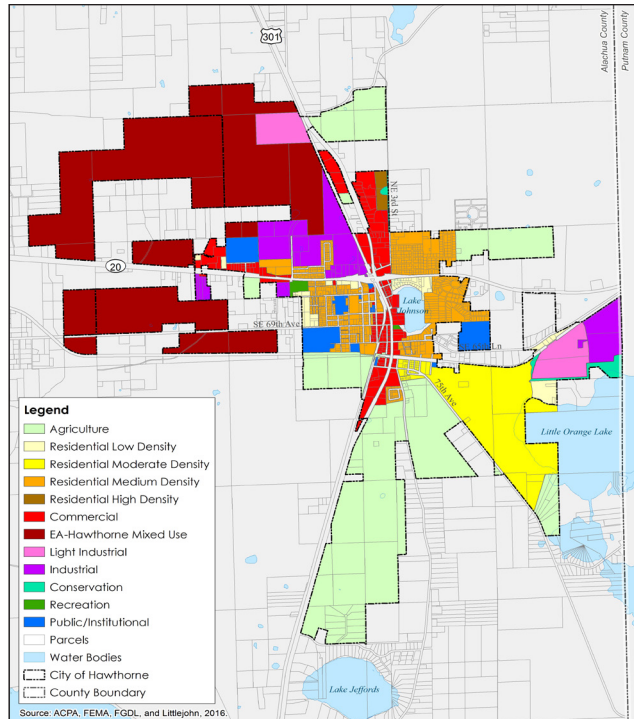 301
Alachua County
Putnam County
NE 3rd St
20
Lake
Johnson
SE 69th Ave
Ln
75th Ave
Little Orange Lake
Legend
Agriculture
Residential Low Density
Residential Moderate Density
Residential Medium Density
Residential High Density
Commercial
EA-Hawthorne Mixed Use
Light Industrial
Industrial
Conservation
Recreation
Public/Institutional
Parcels
Water Bodies
City of Hawthorne
County Boundary
Lake Jeffords
Source: ACPA, FEMA, FGDL, and Littlejohn, 2016.